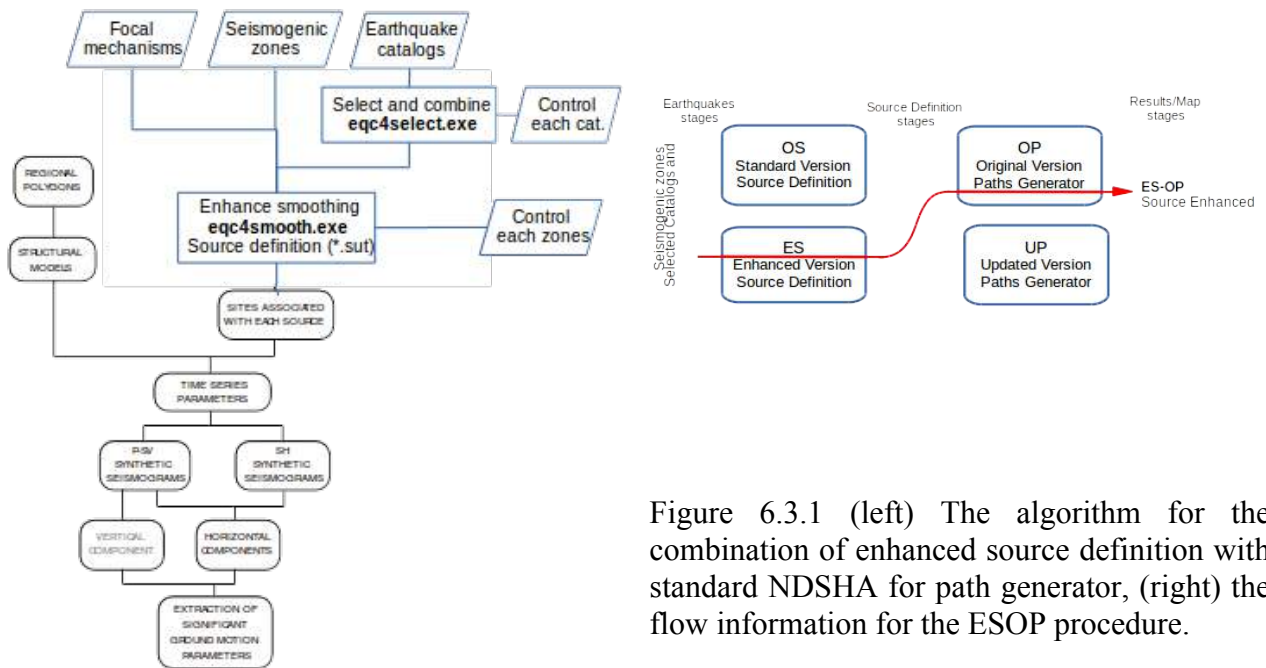 Focal
mechanisms
Seismogenic
zones
Earthquake
catalogs
Select and combine
eqc4select.exe
Control
each cat.
Enhance smoothing
eqc4smooth.exe
Source definition (*.sut)
Control
each zones
REGIONAL
POLYGONS
STRUCTURAL
MODELS
SITES ASSOCIATED
WITH EACH SOURCE
TIME SERIES
PARAMETERS
P-SV
SYNTHETIC
SEISMOGRAMS
SH
SYNTHETIC
SEISMOGRAMS
VERTICAL
COMPONENT
HORIZONTAL
COMPONENTS
EXTRACTION OF
SIGNIFICANT
GROUND MOTION
PARAMETERS
Earthquakes
stages
Source Definition
stages
Results/Map
stages
Seismogenic zones
Selected Catalogs and
OS
Standard Version
Source Definition
OP
Original Version
Paths Generator
ES
Enhanced Version
Source Definition
UP
Updated Version
Paths Generator
ES-OP
Source Enhanced
Figure 6.3.1 (left) The algorithm for the
combination of enhanced source definition with
standard NDSHA for path generator, (right) the
flow information for the ESOP procedure.